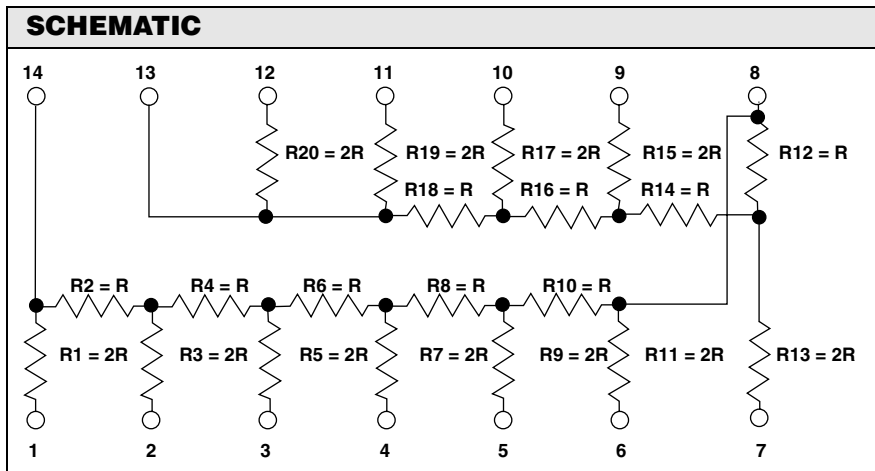 SCHEMATIC
14 13 12 11 10 9 8
R20 = 2R R19 = 2R R17 = 2R R15 = 2R R12 = R
R18 = R R16 = R R14 = R
R2 = R R4 = R R6 = R R8 = R R10 = R
R1 = 2R R3 = 2R R5 = 2R R7 = 2R R9 = 2R R11 = 2R R13 = 2R
1 2 3 4 5 6 7